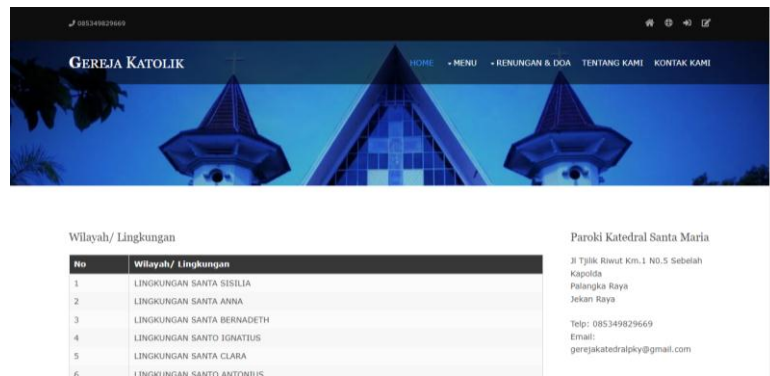 085349829669
GEREJA KATOLIK
HOME MENU RENUNGAN & DOA TENTANG KAMI KONTAK KAMI
Wilayah/ Lingkungan
No Wilayah/ Lingkungan
1 LINGKUNGAN SANTA SISILIA
2 LINGKUNGAN SANTA ANNA
3 LINGKUNGAN SANTA BERNADETH
4 LINGKUNGAN SANTO IGNATIUS
5 LINGKUNGAN SANTA CLARA
6 LINGKUNGAN SANTO ANTONIUS
Paroki Katedral Santa Maria
Jl Tjilik Riwut Km.1 N0.5 Sebelah
Kapolda
Palangka Raya
Jekan Raya
Telp: 085349829669
Email:
gerejakatedralpky@gmail.com